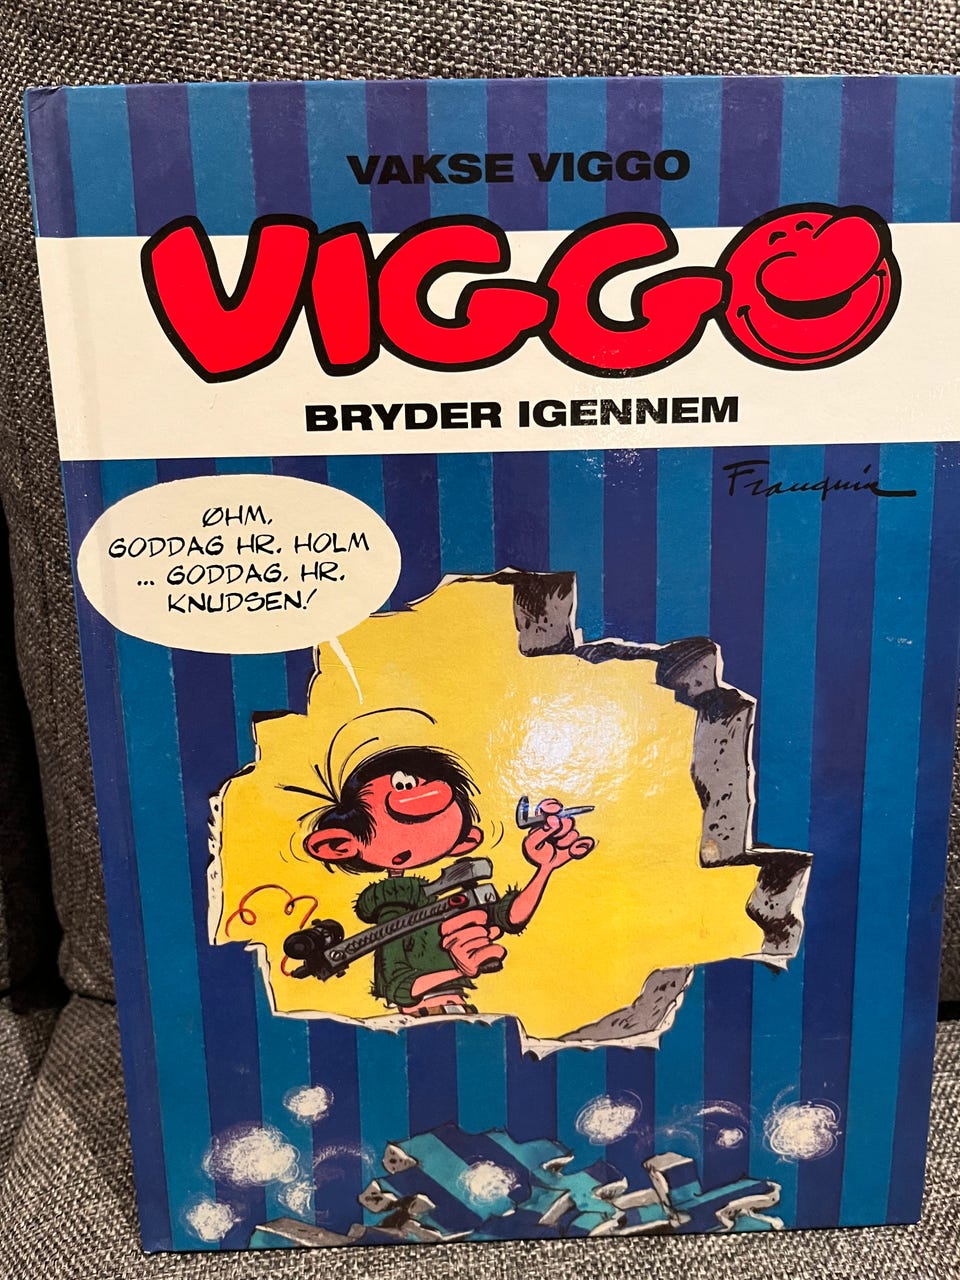 VAKSE VIGGO
VIGGO
BRYDER IGENNEM
Franquin
ØHM,
GODDAG HR. HOLM
... GODDAG, HR.
KNUDSEN!